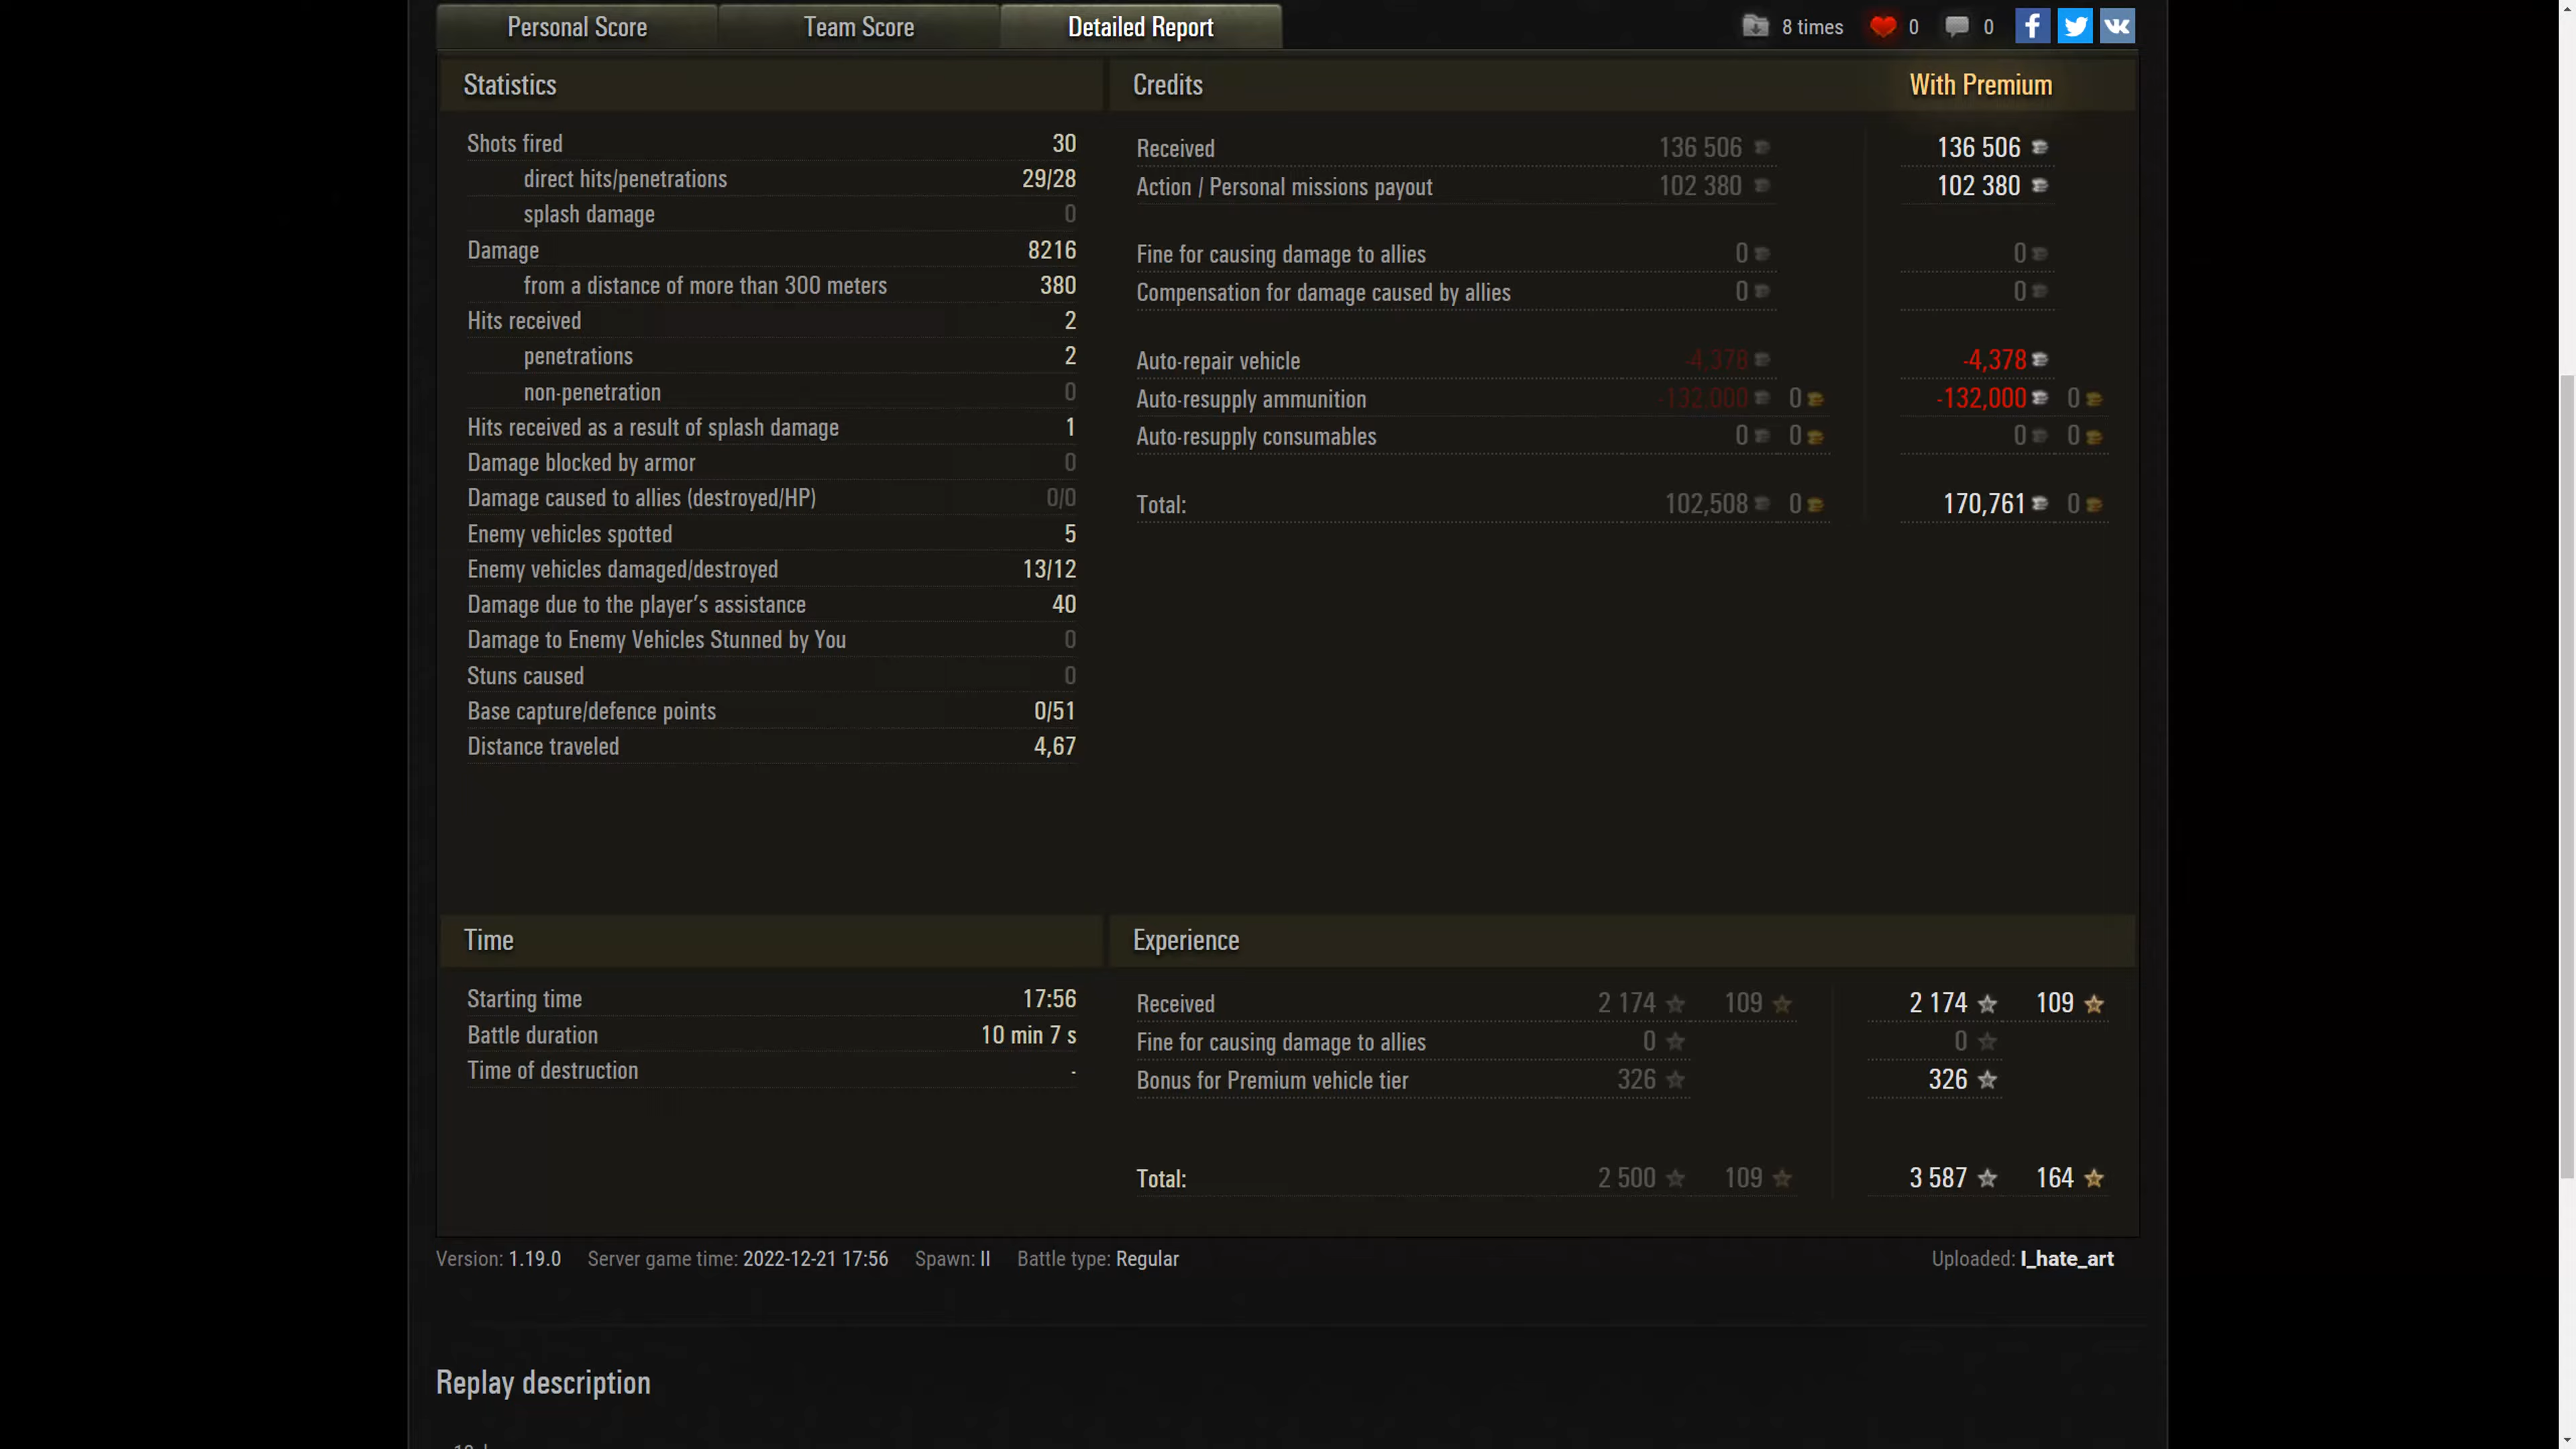 Personal Score
Team Score
Detailed Report
8 times
0
0
Statistics
Shots fired 30
direct hits/penetrations 29/28
splash damage 0
Damage 8216
from a distance of more than 300 meters 380
Hits received 2
penetrations 2
non-penetration 0
Hits received as a result of splash damage 1
Damage blocked by armor 0
Damage caused to allies (destroyed/HP) 0/0
Enemy vehicles spotted 5
Enemy vehicles damaged/destroyed 13/12
Damage due to the player's assistance 40
Damage to Enemy Vehicles Stunned by You 0
Stuns caused 0
Base capture/defence points 0/51
Distance traveled 4,67
Credits With Premium
Received 136 506 136 506
Action / Personal missions payout 102 380 102 380
Fine for causing damage to allies 0 0
Compensation for damage caused by allies 0 0
Auto-repair vehicle -4,378 -4,378
Auto-resupply ammunition -132,000 0 -132,000 0
Auto-resupply consumables 0 0 0 0
Total: 102,508 0 170,761 0
Time
Starting time 17:56
Battle duration 10 min 7 s
Time of destruction -
Experience
Received 2 174 109 2 174 109
Fine for causing damage to allies 0 0
Bonus for Premium vehicle tier 326 326
Total: 2 500 109 3 587 164
Version: 1.19.0 Server game time: 2022-12-21 17:56 Spawn: II Battle type: Regular Uploaded: I_hate_art
Replay description